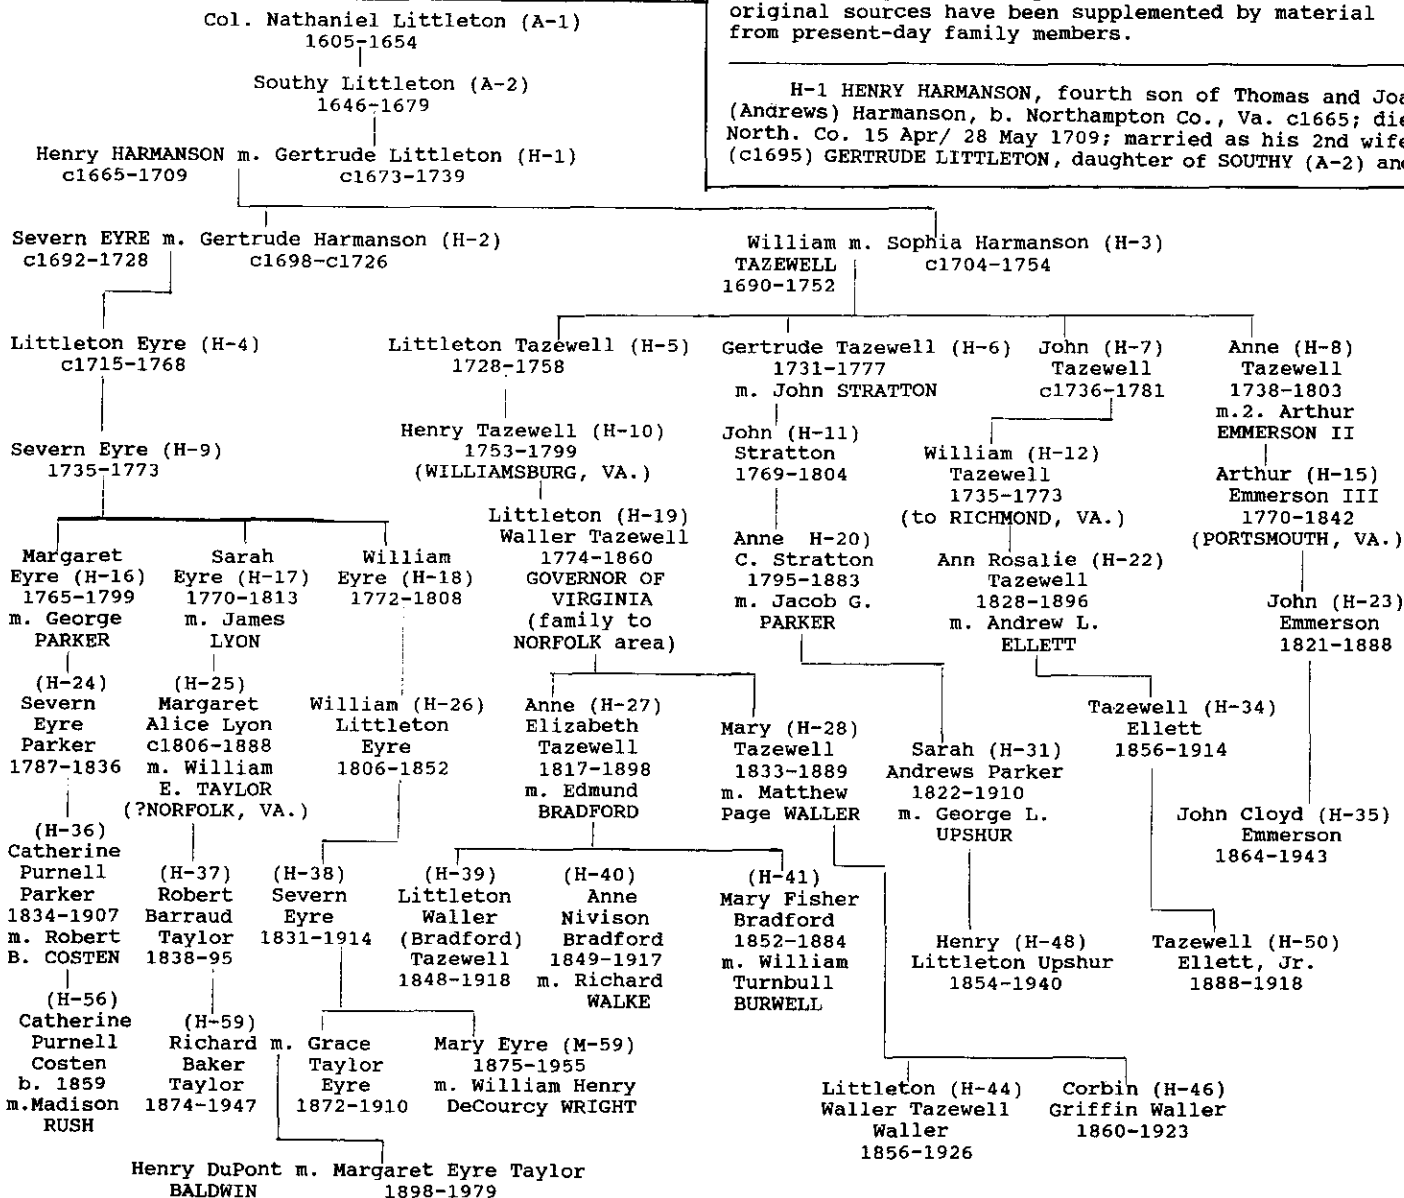 Col. Nathaniel Littleton (A-1)
1605-1654
Southy Littleton (A-2)
1646-1679
original sources have been supplemented by material
from present-day family members.
H-1 HENRY HARMANSON, fourth son of Thomas and Joa
(Andrews) Harmanson, b. Northampton Co., Va. c1665; die
North. Co. 15 Apr/ 28 May 1709; married as his 2nd wife
(c1695) GERTRUDE LITTLETON, daughter of SOUTHY (A-2) and
Henry HARMANSON m. Gertrude Littleton (H-1)
c1665-1709 c1673-1739
Severn EYRE m. Gertrude Harmanson (H-2)
c1692-1728 c1698-c1726
William m. Sophia Harmanson (H-3)
TAZEWELL c1704-1754
1690-1752
Littleton Eyre (H-4)
c1715-1768
Littleton Tazewell (H-5)
1728-1758
Gertrude Tazewell (H-6)
1731-1777
m. John STRATTON
John (H-7)
Tazewell
c1736-1781
Anne (H-8)
Tazewell
1738-1803
m.2. Arthur
EMMERSON II
Severn Eyre (H-9)
1735-1773
Henry Tazewell (H-10)
1753-1799
(WILLIAMSBURG, VA.)
John (H-11)
Stratton
1769-1804
William (H-12)
Tazewell
1735-1773
(to RICHMOND, VA.)
Arthur (H-15)
Emmerson III
1770-1842
(PORTSMOUTH, VA.)
Margaret
Eyre (H-16)
1765-1799
m. George
PARKER
Sarah
Eyre (H-17)
1770-1813
m. James
LYON
William
Eyre (H-18)
1772-1808
Littleton (H-19)
Waller Tazewell
1774-1860
GOVERNOR OF
VIRGINIA
(family to
NORFOLK area)
Anne H-20)
C. Stratton
1795-1883
m. Jacob G.
PARKER
Ann Rosalie (H-22)
Tazewell
1828-1896
m. Andrew L.
ELLETT
John (H-23)
Emmerson
1821-1888
(H-24)
Severn
Eyre
Parker
1787-1836
(H-25)
Margaret
Alice Lyon
c1806-1888
m. William
E. TAYLOR
(?NORFOLK, VA.)
William (H-26)
Littleton
Eyre
1806-1852
Anne (H-27)
Elizabeth
Tazewell
1817-1898
m. Edmund
BRADFORD
Mary (H-28)
Tazewell
1833-1889
m. Matthew
Page WALLER
Sarah (H-31)
Andrews Parker
1822-1910
m. George L.
UPSHUR
Tazewell (H-34)
Ellett
1856-1914
John Cloyd (H-35)
Emmerson
1864-1943
(H-36)
Catherine
Purnell
Parker
1834-1907
m. Robert
B. COSTEN
(H-37)
Robert
Barraud
Taylor
1838-95
(H-38)
Severn
Eyre
1831-1914
(H-39)
Littleton
Waller
(Bradford)
Tazewell
1848-1918
(H-40)
Anne
Nivison
Bradford
1849-1917
m. Richard
WALKE
(H-41)
Mary Fisher
Bradford
1852-1884
m. William
Turnbull
BURWELL
Henry (H-48)
Littleton Upshur
1854-1940
Tazewell (H-50)
Ellett, Jr.
1888-1918
(H-56)
Catherine
Purnell
Costen
b. 1859
m.Madison
RUSH
(H-59)
Richard m. Grace
Baker Taylor
Taylor Eyre
1874-1947 1872-1910
Mary Eyre (M-59)
1875-1955
m. William Henry
DeCourcy WRIGHT
Littleton (H-44)
Waller Tazewell
Waller
1856-1926
Corbin (H-46)
Griffin Waller
1860-1923
Henry DuPont m. Margaret Eyre Taylor
BALDWIN 1898-1979